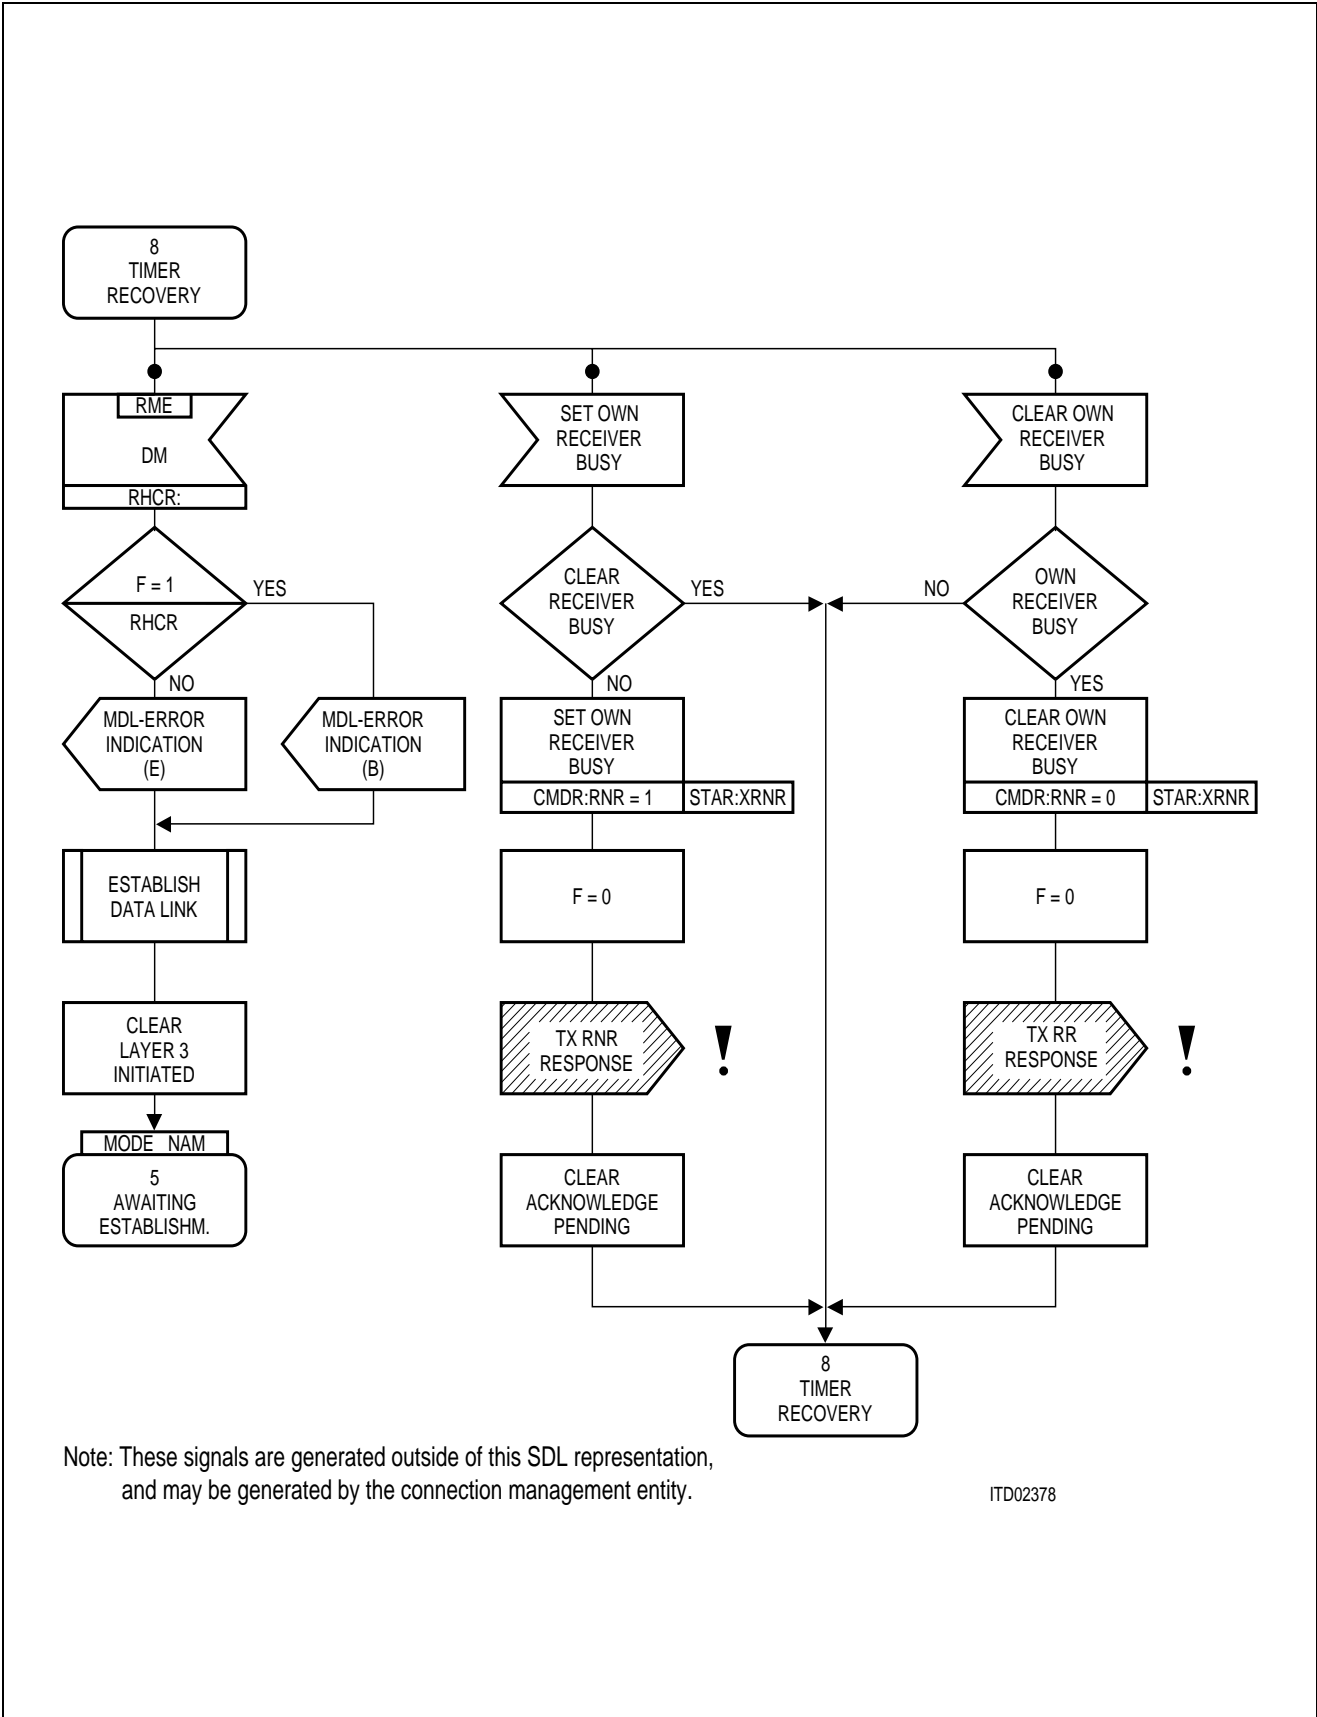 8
TIMER
RECOVERY
RME
DM
RHCR:
F = 1
RHCR
YES
NO
MDL-ERROR
INDICATION
(E)
MDL-ERROR
INDICATION
(B)
ESTABLISH
DATA LINK
CLEAR
LAYER 3
INITIATED
MODE NAM
5
AWAITING
ESTABLISHM.
SET OWN
RECEIVER
BUSY
CLEAR
RECEIVER
BUSY
YES
NO
SET OWN
RECEIVER
BUSY
CMDR:RNR = 1
STAR:XRNR
F = 0
TX RNR
RESPONSE
!
CLEAR
ACKNOWLEDGE
PENDING
CLEAR OWN
RECEIVER
BUSY
NO
OWN
RECEIVER
BUSY
YES
CLEAR OWN
RECEIVER
BUSY
CMDR:RNR = 0
STAR:XRNR
F = 0
TX RR
RESPONSE
!
CLEAR
ACKNOWLEDGE
PENDING
8
TIMER
RECOVERY
Note: These signals are generated outside of this SDL representation,
and may be generated by the connection management entity.
ITD02378